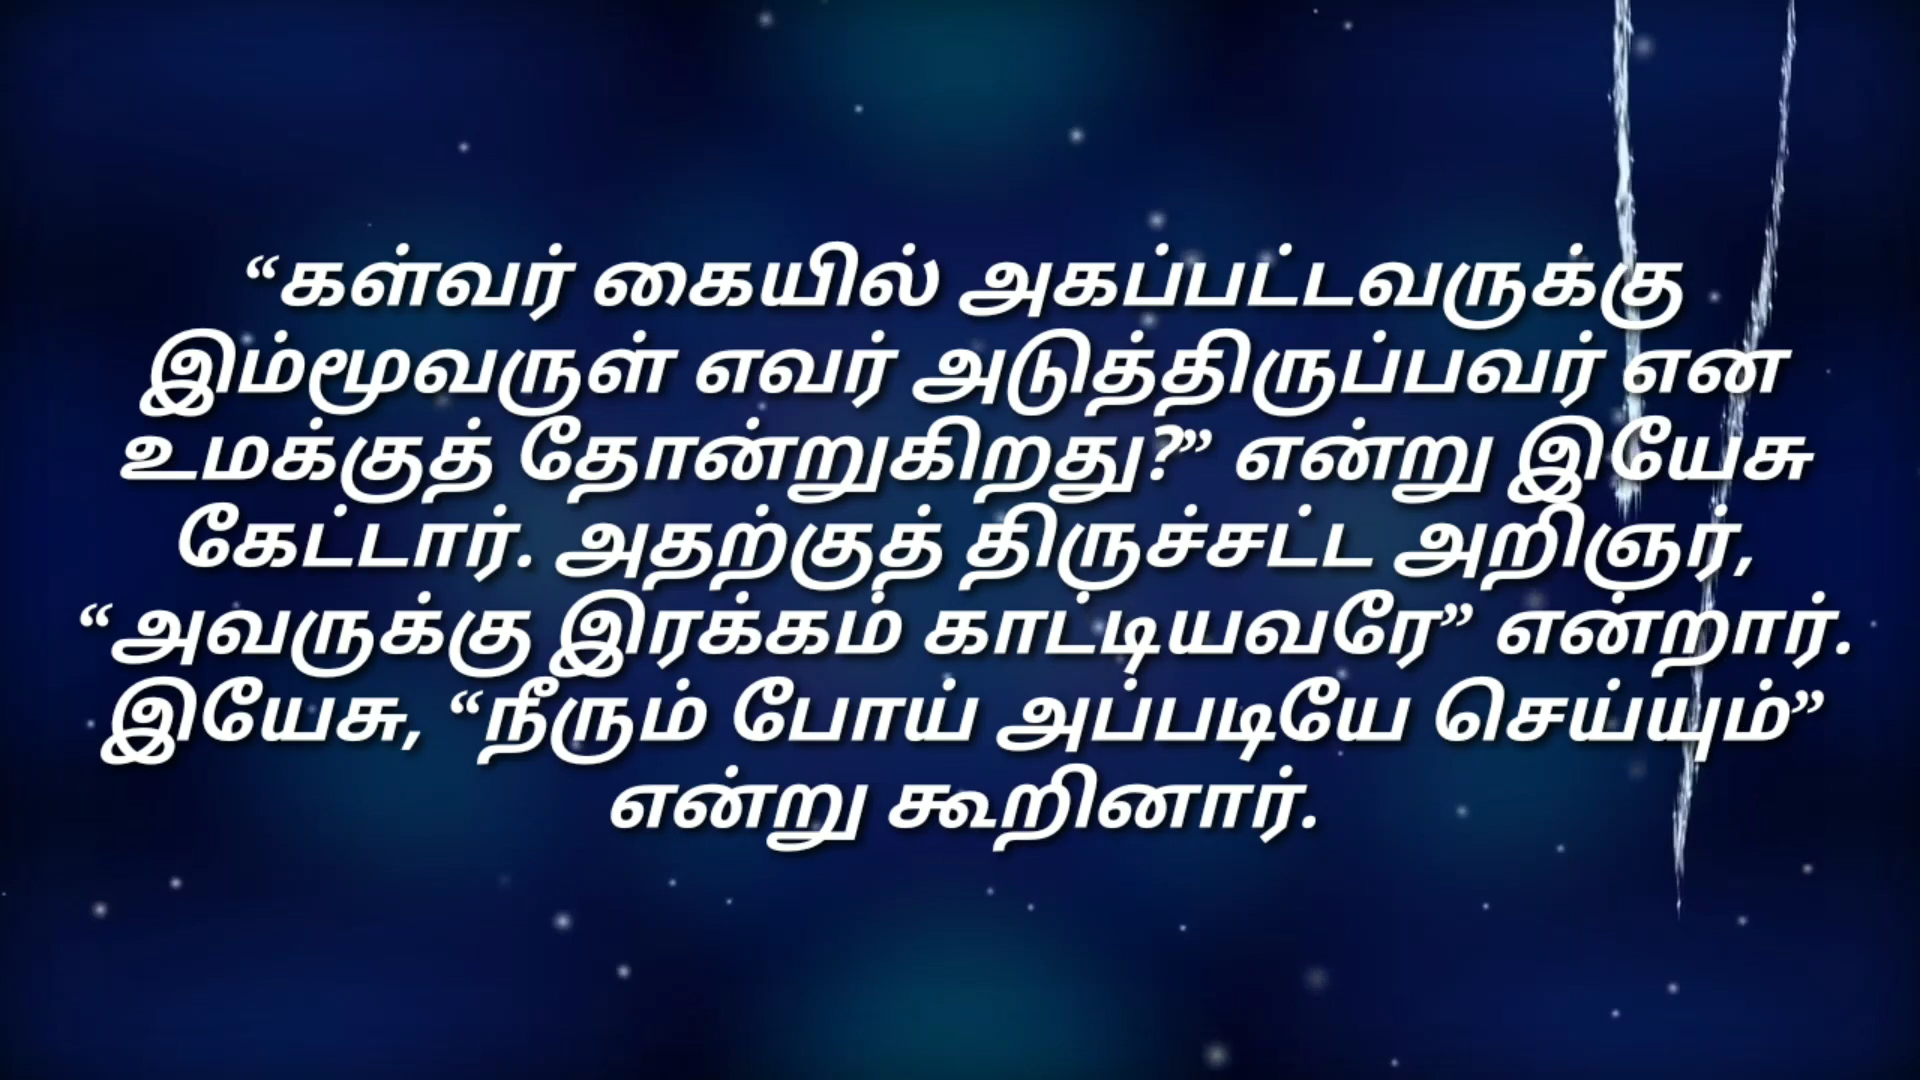 “கள்வர் கையில் அகப்பட்டவருக்கு
இம்மூவருள் எவர் அடுத்திருப்பவர் என
உமக்குத் தோன்றுகிறது?” என்று இயேசு
கேட்டார். அதற்குத் திருச்சட்ட அறிஞர்,
“அவருக்கு இரக்கம் காட்டியவரே” என்றார்.
இயேசு, “நீரும் போய் அப்படியே செய்யும்”
என்று கூறினார்.